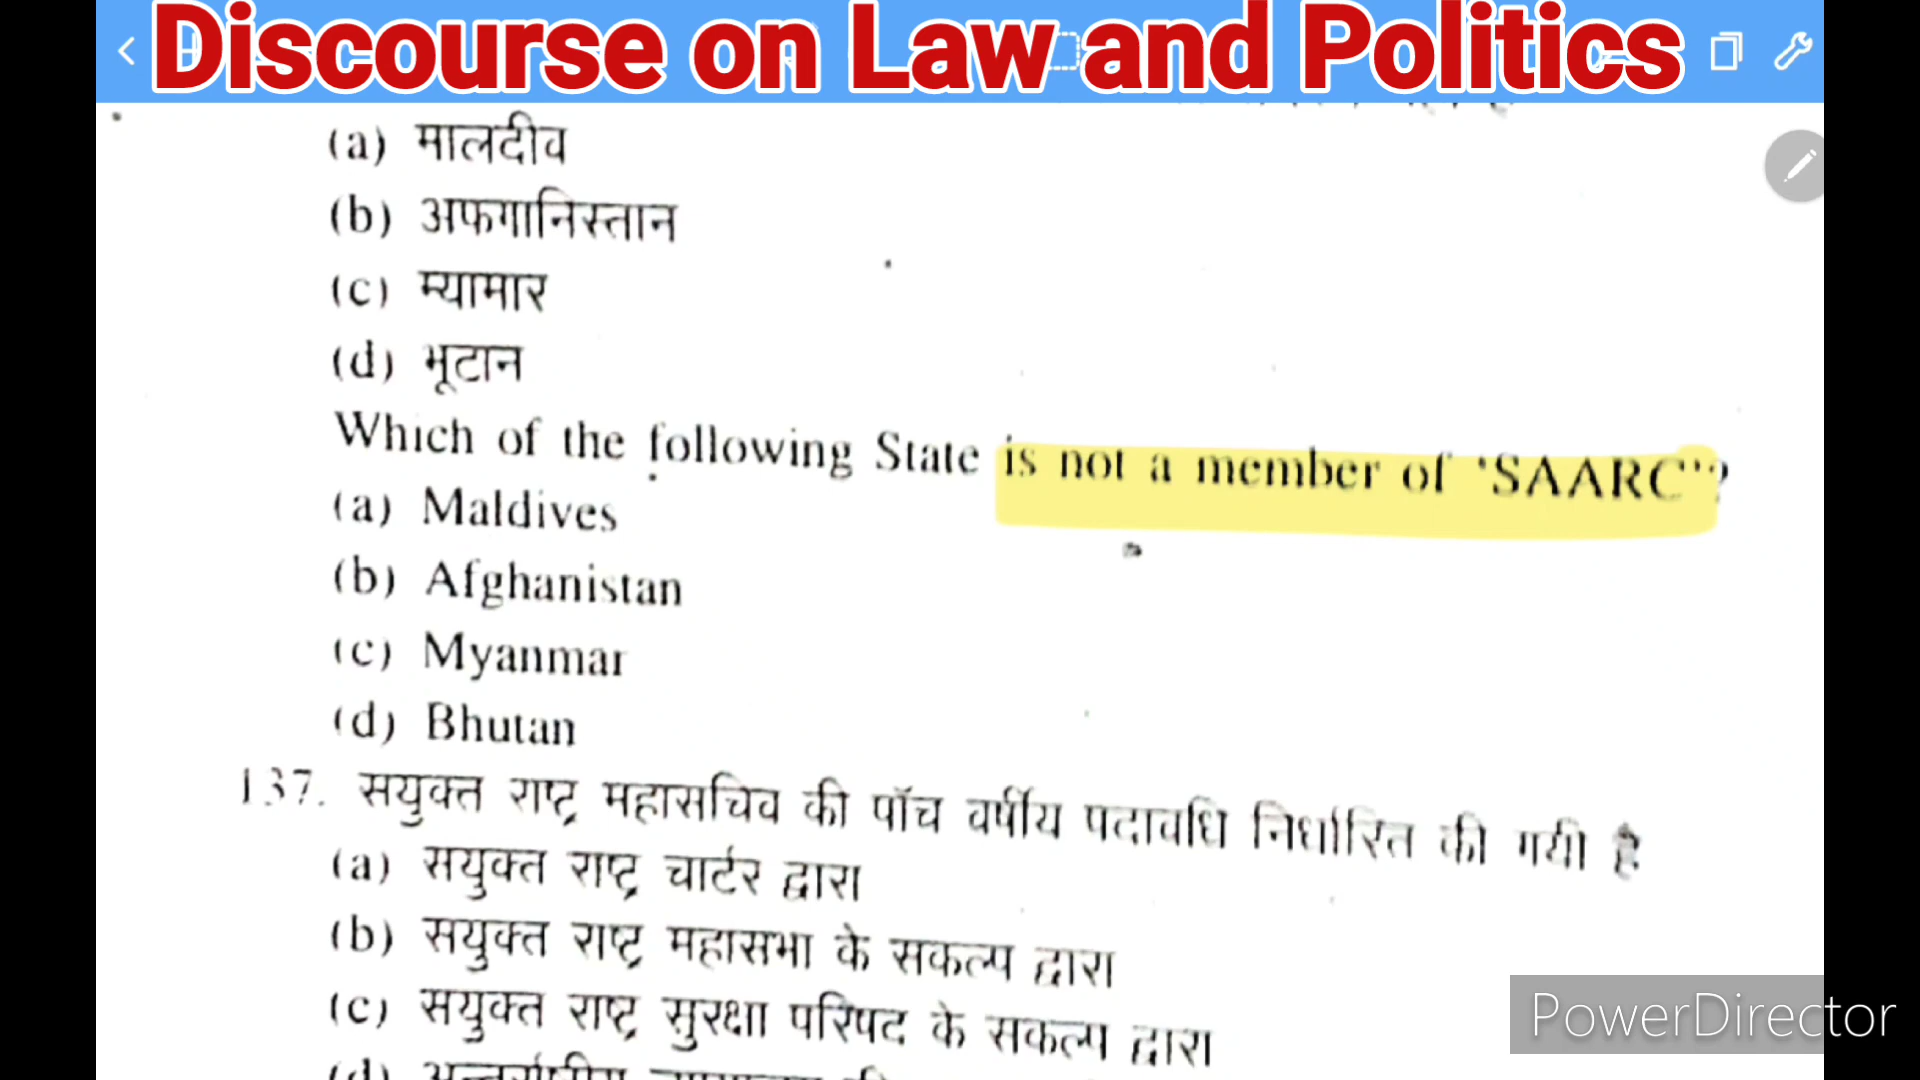 Discourse on Law and Politics
(a) मालदीव
(b) अफगानिस्तान
(c) म्यामार
(d) भूटान
Which of the following State is not a member of 'SAARC"?
(a) Maldives
(b) Afghanistan
(c) Myanmar
(d) Bhutan
137. सयुक्त राष्ट्र महासचिव की पाँच वर्षीय पदावधि निर्धारित की गयी है
(a) सयुक्त राष्ट्र चार्टर द्वारा
(b) सयुक्त राष्ट्र महासभा के सकल्प द्वारा
(c) सयुक्त राष्ट्र सुरक्षा परिषद के सकल्प द्वारा
(d)
PowerDirector